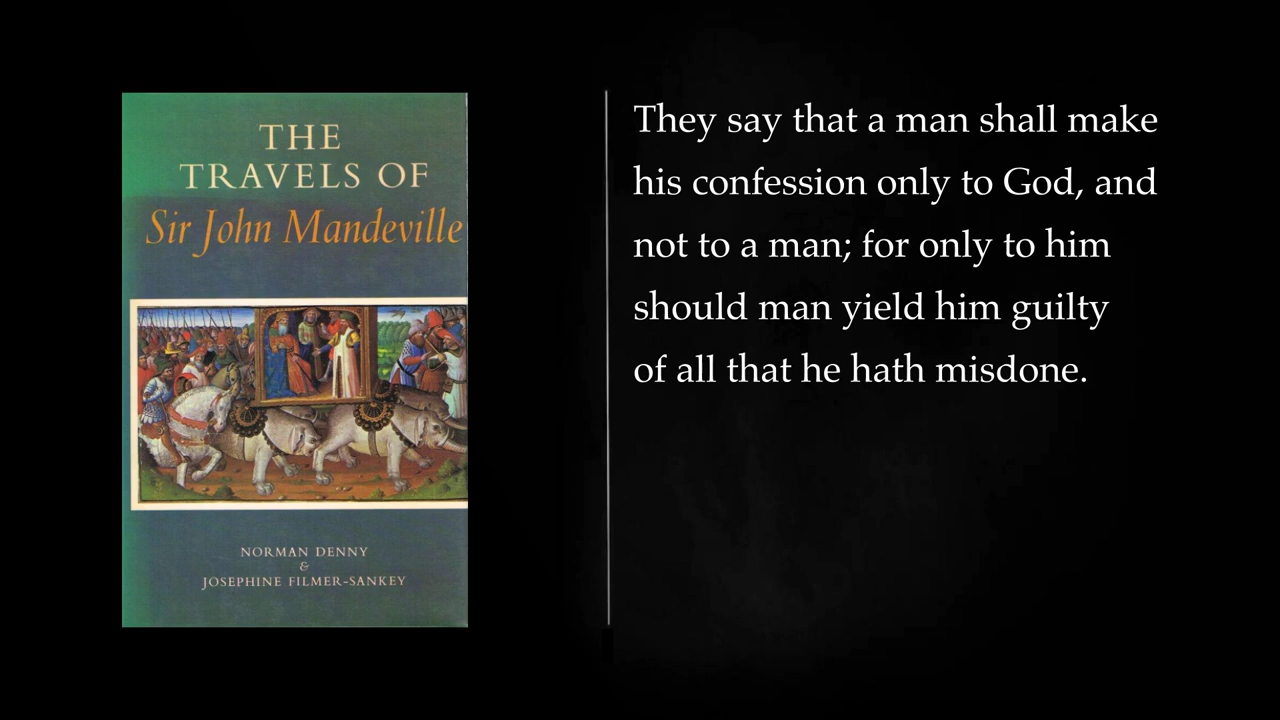 THE
TRAVELS OF
Sir John Mandeville
NORMAN DENNY
&
JOSEPHINE FILMER-SANKEY
They say that a man shall make
his confession only to God, and
not to a man; for only to him
should man yield him guilty
of all that he hath misdone.